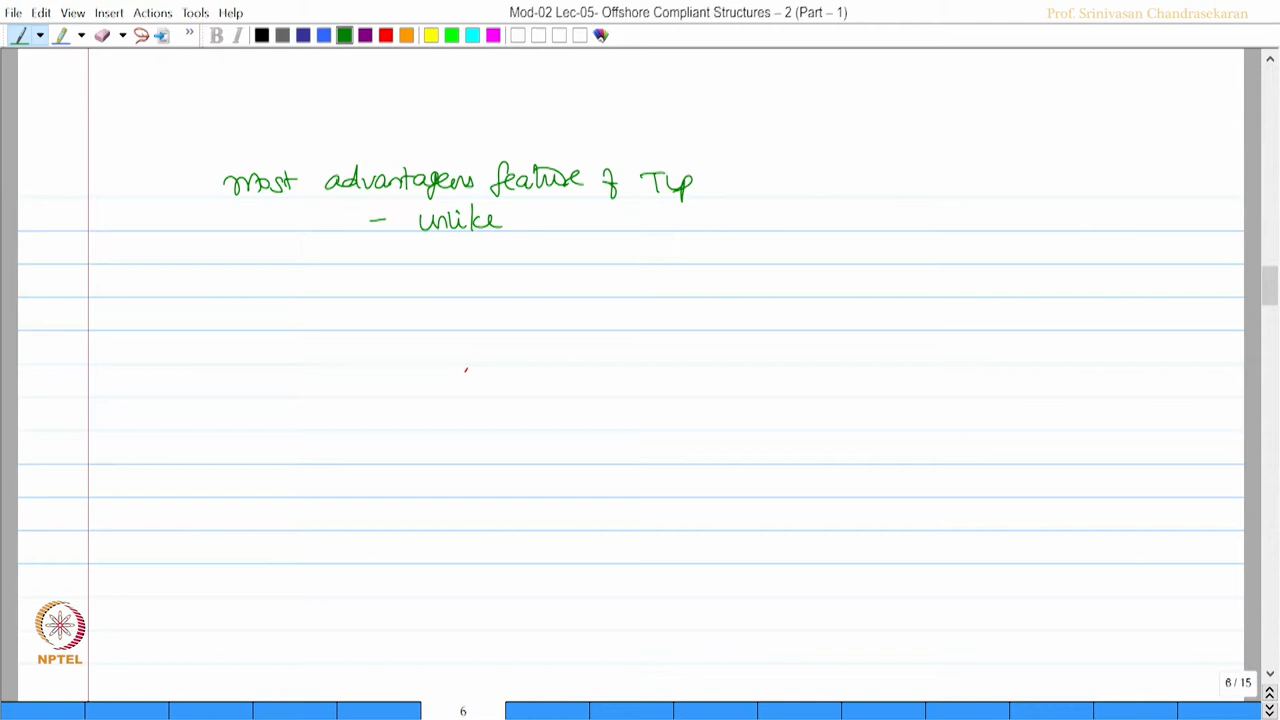 File Edit View Insert Actions Tools Help
Mod-02 Lec-05- Offshore Compliant Structures – 2 (Part – 1)
Prof. Srinivasan Chandrasekaran
B I
most advantageous feature of TLP
- unlike
NPTEL
6 / 15
6